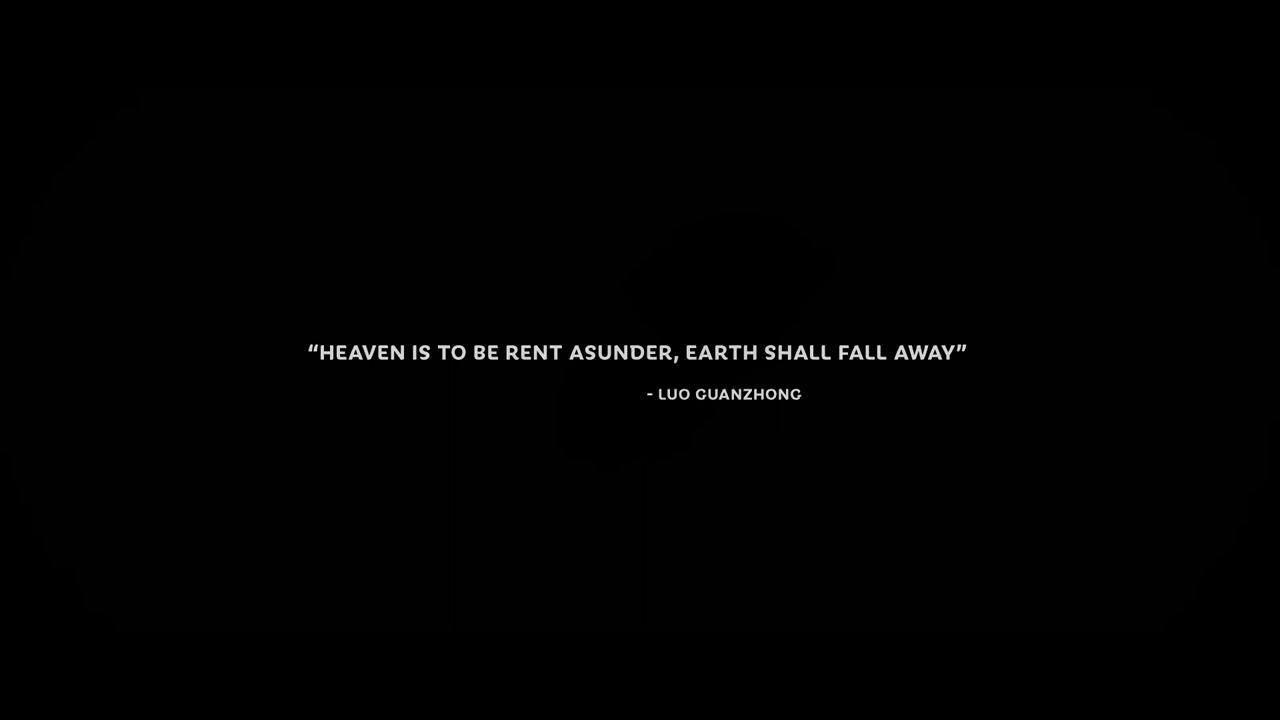 “HEAVEN IS TO BE RENT ASUNDER, EARTH SHALL FALL AWAY”
- LUO GUANZHONG